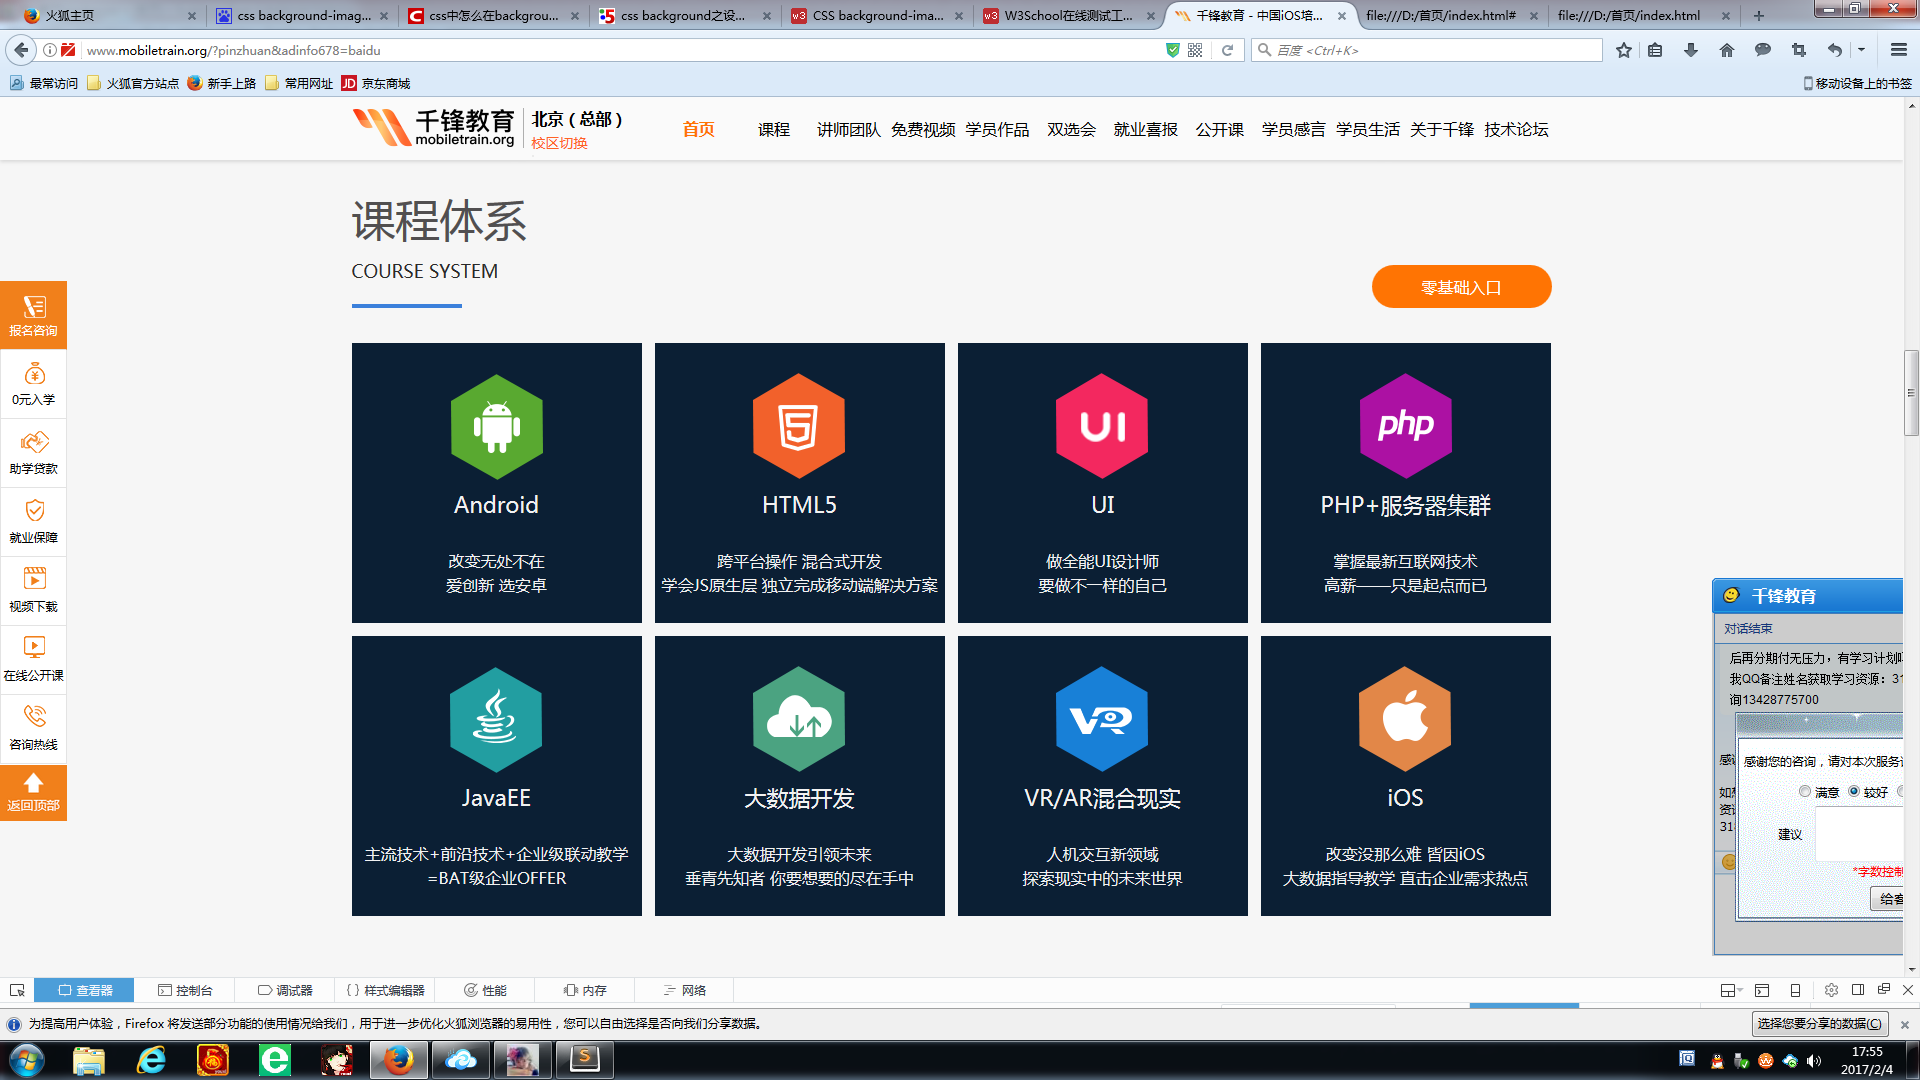 火狐主页
css background-imag...
css中怎么在backgrou...
css background之设...
CSS background-ima...
W3School在线测试工...
千锋教育 - 中国iOS培...
file:///D:/首页/index.html#
file:///D:/首页/index.html
www.mobiletrain.org/?pinzhuan&adinfo678=baidu
百度 <Ctrl+K>
最常访问
火狐官方站点
新手上路
常用网址
JD 京东商城
移动设备上的书签
千锋教育
mobiletrain.org
北京（总部）
校区切换
首页
课程
讲师团队
免费视频
学员作品
双选会
就业喜报
公开课
学员感言
学员生活
关于千锋
技术论坛
课程体系
COURSE SYSTEM
零基础入口
报名咨询
0元入学
助学贷款
就业保障
视频下载
在线公开课
咨询热线
返回顶部
Android
改变无处不在
爱创新 选安卓
5
HTML5
跨平台操作 混合式开发
学会JS原生层 独立完成移动端解决方案
UI
UI
做全能UI设计师
要做不一样的自己
php
PHP+服务器集群
掌握最新互联网技术
高薪——只是起点而已
JavaEE
主流技术+前沿技术+企业级联动教学
=BAT级企业OFFER
大数据开发
大数据开发引领未来
垂青先知者 你要想要的尽在手中
VR
VR/AR混合现实
人机交互新领域
探索现实中的未来世界
iOS
改变没那么难 皆因iOS
大数据指导教学 直击企业需求热点
千锋教育
对话结束
后再分期付无压力，有学习计划
我QQ备注姓名获取学习资源：31
询13428775700
感谢您的咨询，请对本次服务
满意
较好
建议
*字数控制
给客
查看器
控制台
调试器
样式编辑器
性能
内存
网络
为提高用户体验，Firefox 将发送部分功能的使用情况给我们，用于进一步优化火狐浏览器的易用性，您可以自由选择是否向我们分享数据。
选择您要分享的数据(C)
17:55
2017/2/4